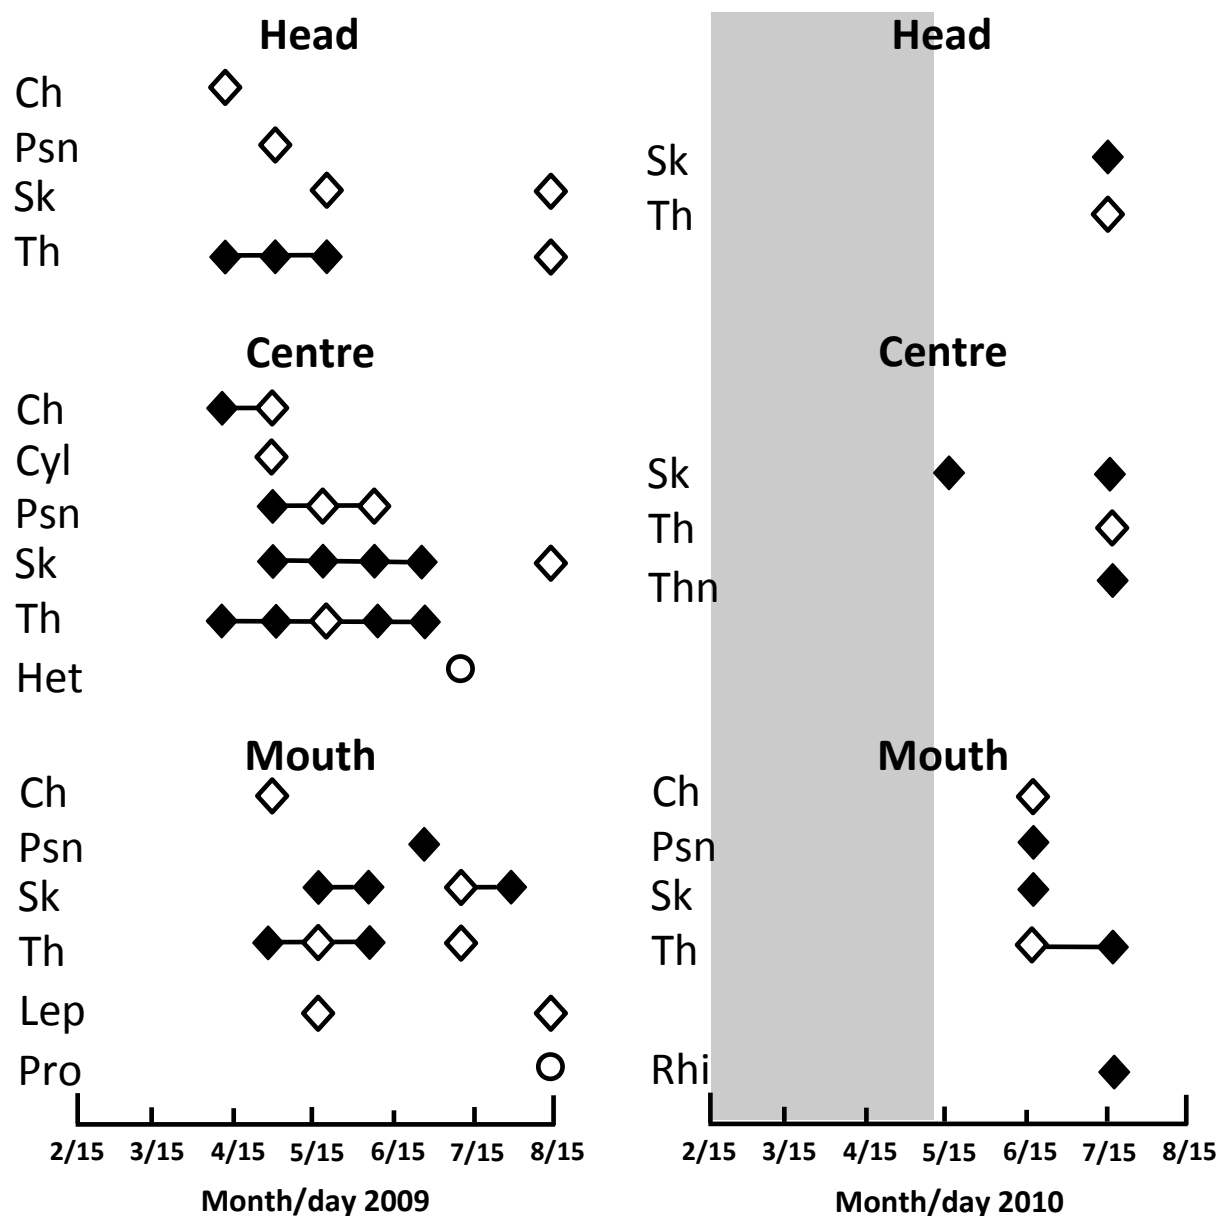 Head
Ch
Psn
Sk
Th
Centre
Ch
Cyl
Psn
Sk
Th
Het
Mouth
Ch
Psn
Sk
Th
Lep
Pro
2/15 3/15 4/15 5/15 6/15 7/15 8/15
Month/day 2009
Head
Sk
Th
Centre
Sk
Th
Thn
Mouth
Ch
Psn
Sk
Th
Rhi
2/15 3/15 4/15 5/15 6/15 7/15 8/15
Month/day 2010